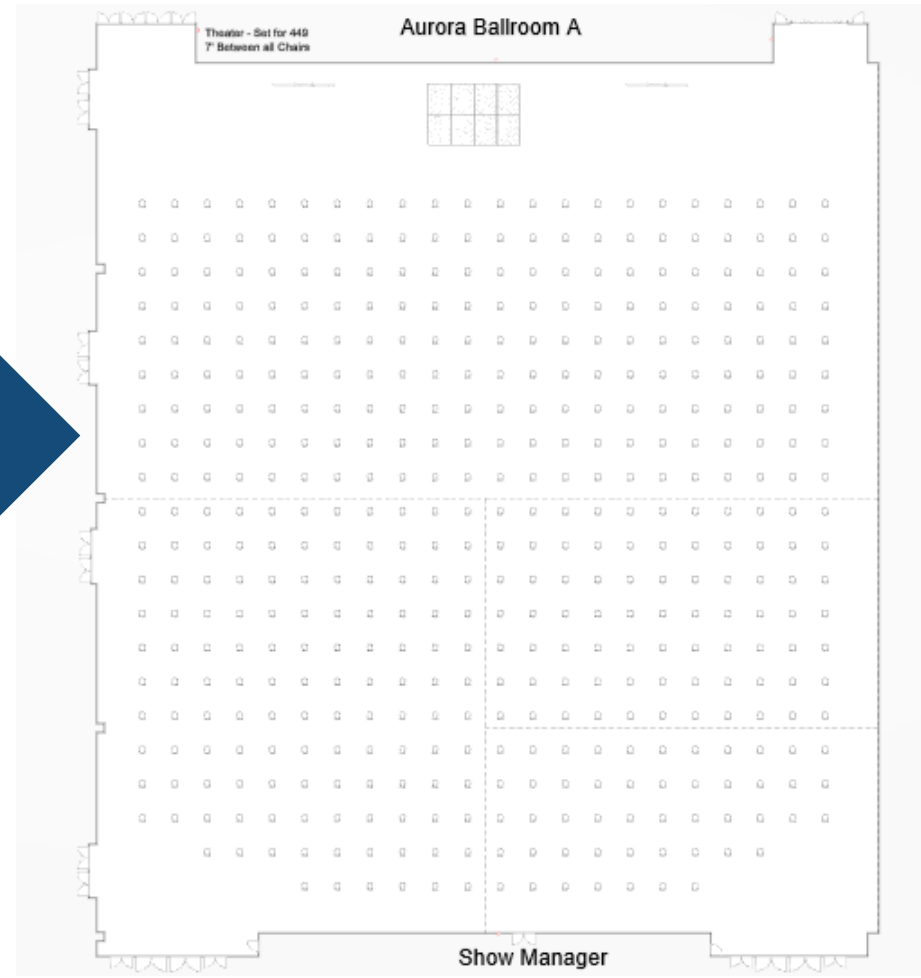 Aurora Ballroom A
Theater - Set for 449
7' Between all Chairs
Show Manager